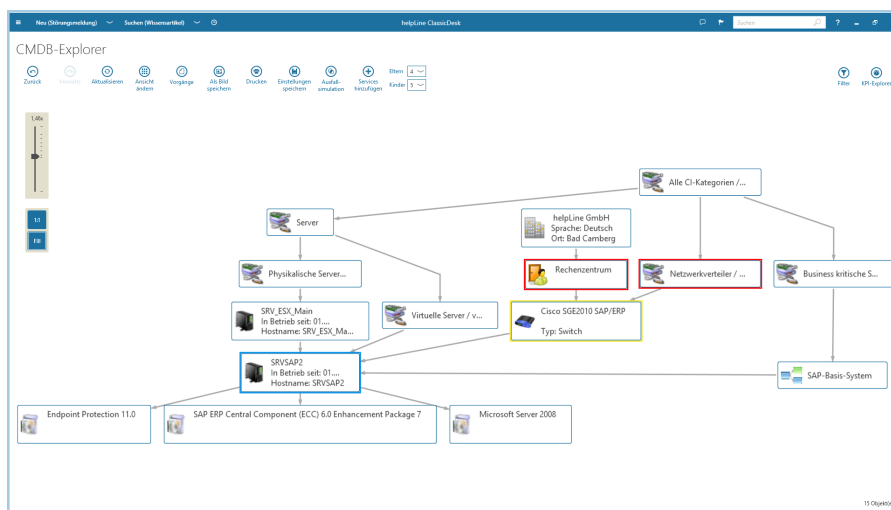 Neu (Störungsmeldung) Suchen (Wissensartikel) helpLine ClassicDesk Suchen ?
CMDB-Explorer
Zurück
Aktualisieren
Ansicht
ändern
Vorgänge
Als Bild
speichern
Drucken
Einstellungen
speichern
Ausfall-
simulation
Services
hinzufügen
Eltern 4
Kinder 5
Filter
KPI-Explorer
1,46x
1:1
Fill
Alle CI-Kategorien /...
Server
helpLine GmbH
Sprache: Deutsch
Ort: Bad Camberg
Physikalische Server...
Rechenzentrum
Netzwerkverteiler / ...
Business kritische S...
SRV_ESX_Main
In Betrieb seit: 01....
Hostname: SRV_ESX_Ma...
Virtuelle Server / v...
Cisco SGE2010 SAP/ERP
Typ: Switch
SRVSAP2
In Betrieb seit: 01....
Hostname: SRVSAP2
SAP-Basis-System
Endpoint Protection 11.0
SAP ERP Central Component (ECC) 6.0 Enhancement Package 7
Microsoft Server 2008
15 Objekt(e